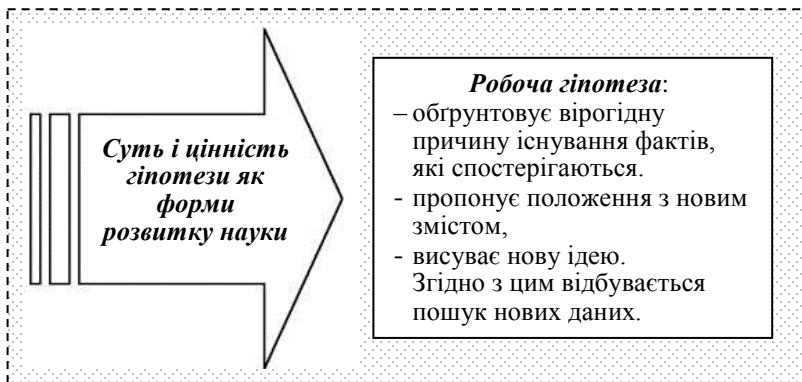 Суть і цінність
гіпотези як
форми
розвитку науки
Робоча гіпотеза:
– обґрунтовує вірогідну
причину існування фактів,
які спостерігаються.
- пропонує положення з новим
змістом,
- висуває нову ідею.
Згідно з цим відбувається
пошук нових даних.